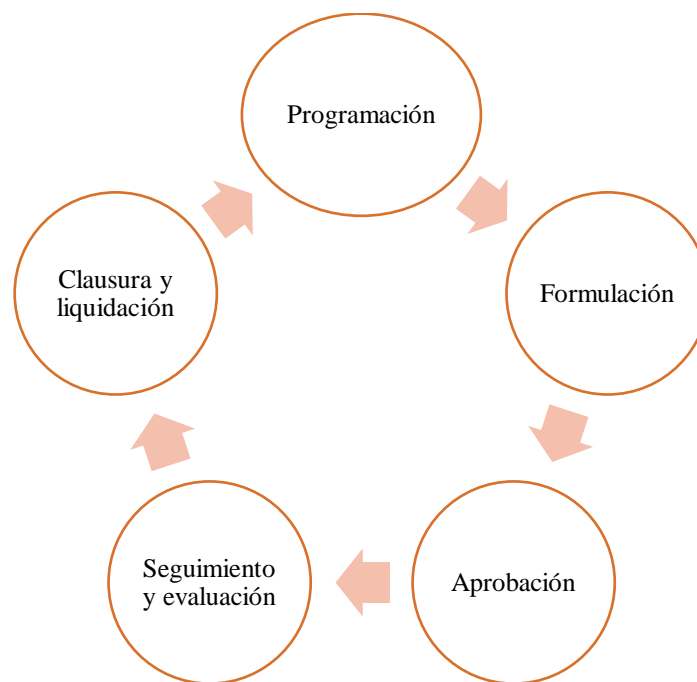 Programación
Formulación
Aprobación
Seguimiento
y evaluación
Clausura y
liquidación